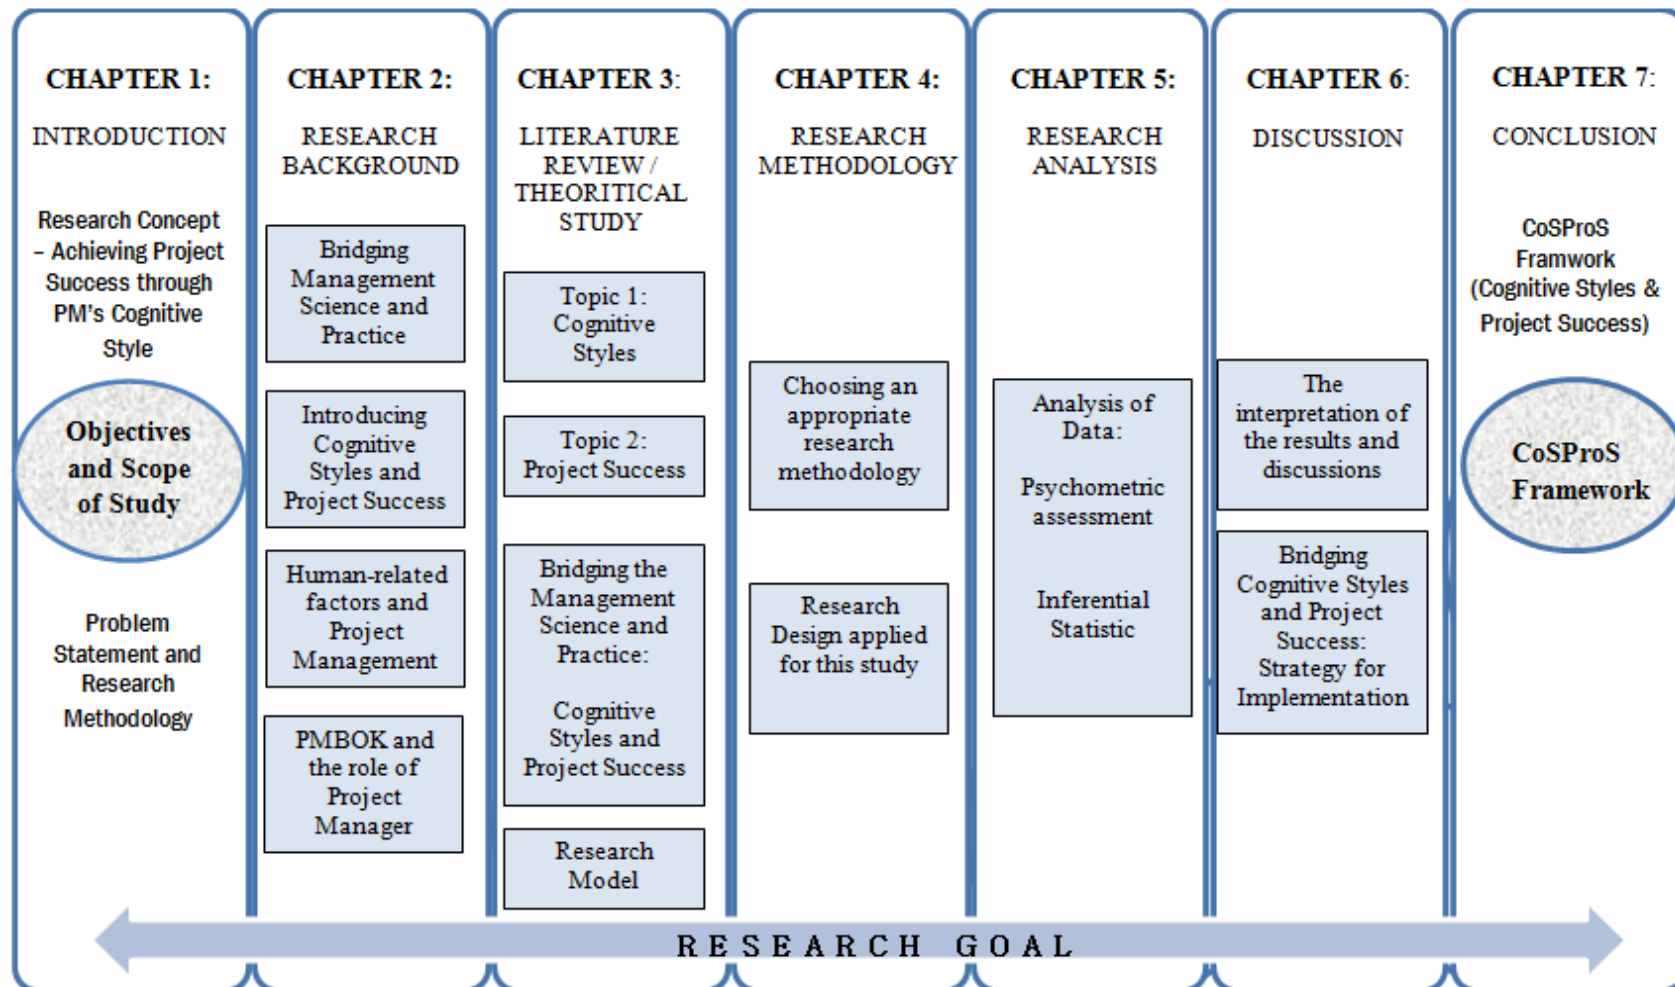 CHAPTER 1:
INTRODUCTION
Research Concept
– Achieving Project
Success through
PM's Cognitive
Style
Objectives
and Scope
of Study
Problem
Statement and
Research
Methodology
CHAPTER 2:
RESEARCH
BACKGROUND
Bridging
Management
Science and
Practice
Introducing
Cognitive
Styles and
Project Success
Human-related
factors and
Project
Management
PMBOK and
the role of
Project
Manager
CHAPTER 3:
LITERATURE
REVIEW /
THEORITICAL
STUDY
Topic 1:
Cognitive
Styles
Topic 2:
Project Success
Bridging the
Management
Science and
Practice:
Cognitive
Styles and
Project Success
Research
Model
CHAPTER 4:
RESEARCH
METHODOLOGY
Choosing an
appropriate
research
methodology
Research
Design applied
for this study
CHAPTER 5:
RESEARCH
ANALYSIS
Analysis of
Data:
Psychometric
assessment
Inferential
Statistic
CHAPTER 6:
DISCUSSION
The
interpretation of
the results and
discussions
Bridging
Cognitive Styles
and Project
Success:
Strategy for
Implementation
CHAPTER 7:
CONCLUSION
CoSProS
Framwork
(Cognitive Styles &
Project Success)
CoSProS
Framework
RESEARCH GOAL